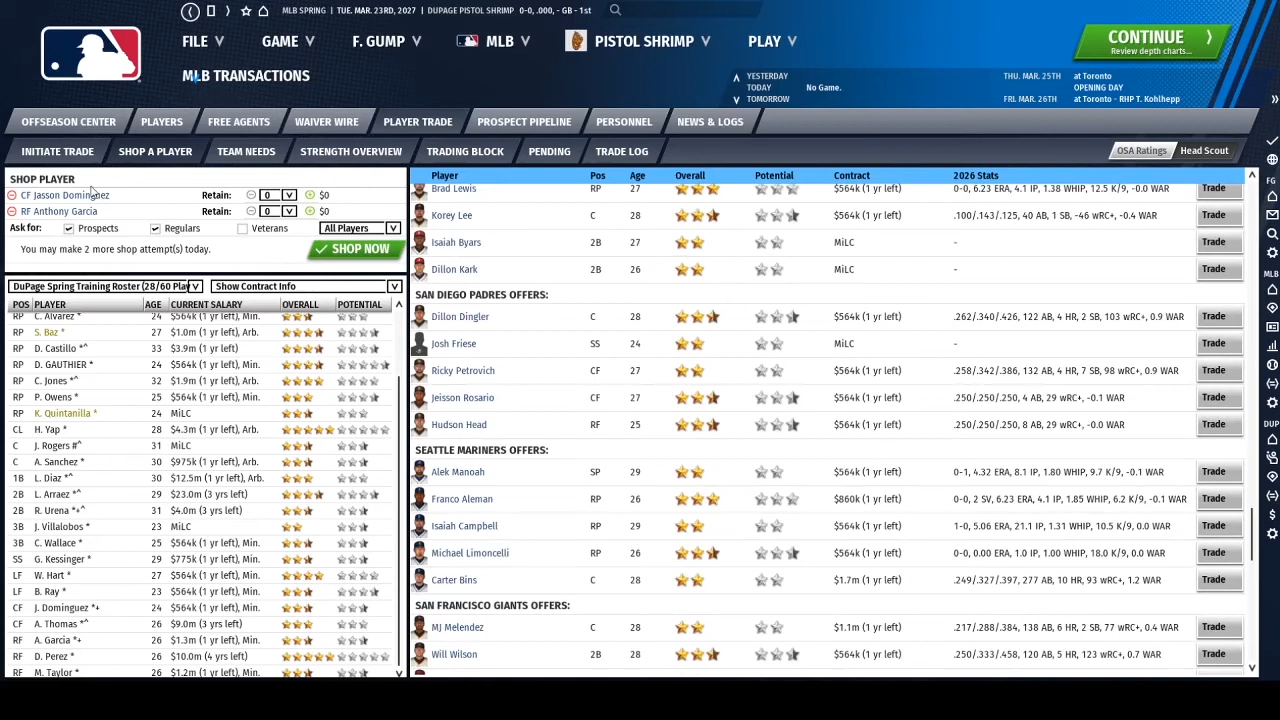 MLB SPRING | TUE. MAR. 23RD, 2027 | DUPAGE PISTOL SHRIMP 0-0, .000, - GB - 1st
FILE GAME F. GUMP MLB PISTOL SHRIMP PLAY
CONTINUE
Review depth charts...
MLB TRANSACTIONS
YESTERDAY
TODAY No Game.
TOMORROW
THU. MAR. 25TH at Toronto
OPENING DAY
FRI. MAR. 26TH at Toronto - RHP T. Kohlhepp
OFFSEASON CENTER PLAYERS FREE AGENTS WAIVER WIRE PLAYER TRADE PROSPECT PIPELINE PERSONNEL NEWS & LOGS
INITIATE TRADE SHOP A PLAYER TEAM NEEDS STRENGTH OVERVIEW TRADING BLOCK PENDING TRADE LOG OSA Ratings Head Scout
SHOP PLAYER
CF Jasson Dominguez Retain: 0 $0
RF Anthony Garcia Retain: 0 $0
Ask for: Prospects Regulars Veterans All Players
You may make 2 more shop attempt(s) today. SHOP NOW
DuPage Spring Training Roster (28/60 Play Show Contract Info
POS PLAYER AGE CURRENT SALARY OVERALL POTENTIAL
RP C. Alvarez * 24 $564k (1 yr left), Min.
RP S. Baz * 27 $1.0m (1 yr left), Arb.
RP D. Castillo *^ 33 $3.9m (1 yr left)
RP D. GAUTHIER * 24 $564k (1 yr left), Min.
RP C. Jones *^ 32 $1.9m (1 yr left), Arb.
RP P. Owens * 25 $564k (1 yr left), Min.
RP K. Quintanilla * 24 MiLC
CL H. Yap * 28 $4.3m (1 yr left), Arb.
C J. Rogers #^ 31 MiLC
C A. Sanchez * 30 $975k (1 yr left), Arb.
1B L. Diaz *^ 30 $12.5m (1 yr left), Arb.
2B L. Arraez *^ 29 $23.0m (3 yrs left)
2B R. Urena *+^ 31 $4.0m (3 yrs left)
3B J. Villalobos * 23 MiLC
3B C. Wallace * 25 $564k (1 yr left), Min.
SS G. Kessinger * 29 $775k (1 yr left), Min.
LF W. Hart * 27 $564k (1 yr left), Min.
LF B. Ray * 23 $564k (1 yr left), Min.
CF J. Dominguez *+ 24 $564k (1 yr left), Min.
CF A. Thomas *^ 26 $9.0m (3 yrs left)
RF A. Garcia *+ 26 $1.3m (1 yr left), Min.
RF D. Perez * 26 $10.0m (4 yrs left)
RF M. Taylor * 26 $1.2m (1 yr left), Min.
Player Pos Age Overall Potential Contract 2026 Stats
Brad Lewis RP 27 $564k (1 yr left) 0-0, 6.23 ERA, 4.1 IP, 1.38 WHIP, 12.5 K/9, -0.0 WAR Trade
Korey Lee C 28 $564k (1 yr left) .100/.143/.125, 40 AB, 1 SB, -46 wRC+, -0.4 WAR Trade
Isaiah Byars 2B 27 MiLC - Trade
Dillon Kark 2B 26 MiLC - Trade
SAN DIEGO PADRES OFFERS:
Dillon Dingler C 28 $564k (1 yr left) .262/.340/.426, 122 AB, 4 HR, 2 SB, 103 wRC+, 0.9 WAR Trade
Josh Friese SS 24 MiLC - Trade
Ricky Petrovich CF 27 $564k (1 yr left) .258/.342/.386, 132 AB, 4 HR, 7 SB, 98 wRC+, 0.9 WAR Trade
Jeisson Rosario CF 27 $564k (1 yr left) .250/.250/.250, 4 AB, 29 wRC+, -0.1 WAR Trade
Hudson Head RF 25 $564k (1 yr left) .250/.250/.250, 8 AB, 29 wRC+, -0.0 WAR Trade
SEATTLE MARINERS OFFERS:
Alek Manoah SP 29 $564k (1 yr left) 0-1, 4.32 ERA, 8.1 IP, 1.80 WHIP, 9.7 K/9, -0.1 WAR Trade
Franco Aleman RP 26 $860k (1 yr left) 0-0, 2 SV, 6.23 ERA, 4.1 IP, 1.85 WHIP, 6.2 K/9, -0.1 WAR Trade
Isaiah Campbell RP 29 $564k (1 yr left) 1-0, 5.06 ERA, 21.1 IP, 1.31 WHIP, 10.5 K/9, 0.0 WAR Trade
Michael Limoncelli RP 26 $564k (1 yr left) 0-0, 0.00 ERA, 1.0 IP, 1.00 WHIP, 18.0 K/9, 0.0 WAR Trade
Carter Bins C 28 $1.7m (1 yr left) .249/.327/.397, 277 AB, 10 HR, 93 wRC+, 1.2 WAR Trade
SAN FRANCISCO GIANTS OFFERS:
MJ Melendez C 28 $1.1m (1 yr left) .217/.288/.384, 138 AB, 6 HR, 2 SB, 77 wRC+, 0.4 WAR Trade
Will Wilson 2B 28 $564k (1 yr left) .250/.333/.458, 120 AB, 5 HR, 123 wRC+, 0.7 WAR Trade
FG
MLB
DUP